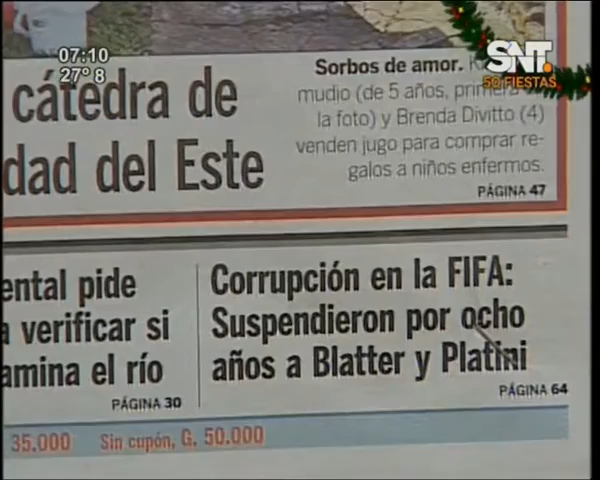 07:10
27° 8
SNT.
50 FIESTAS
cátedra de
dad del Este
Sorbos de amor.
mudio (de 5 años, primera
la foto) y Brenda Divitto (4)
venden jugo para comprar re-
galos a niños enfermos.
PÁGINA 47
ental pide
a verificar si
amina el río
PÁGINA 30
Corrupción en la FIFA:
Suspendieron por ocho
años a Blatter y Platini
PÁGINA 64
35.000 Sin cupón, G. 50.000